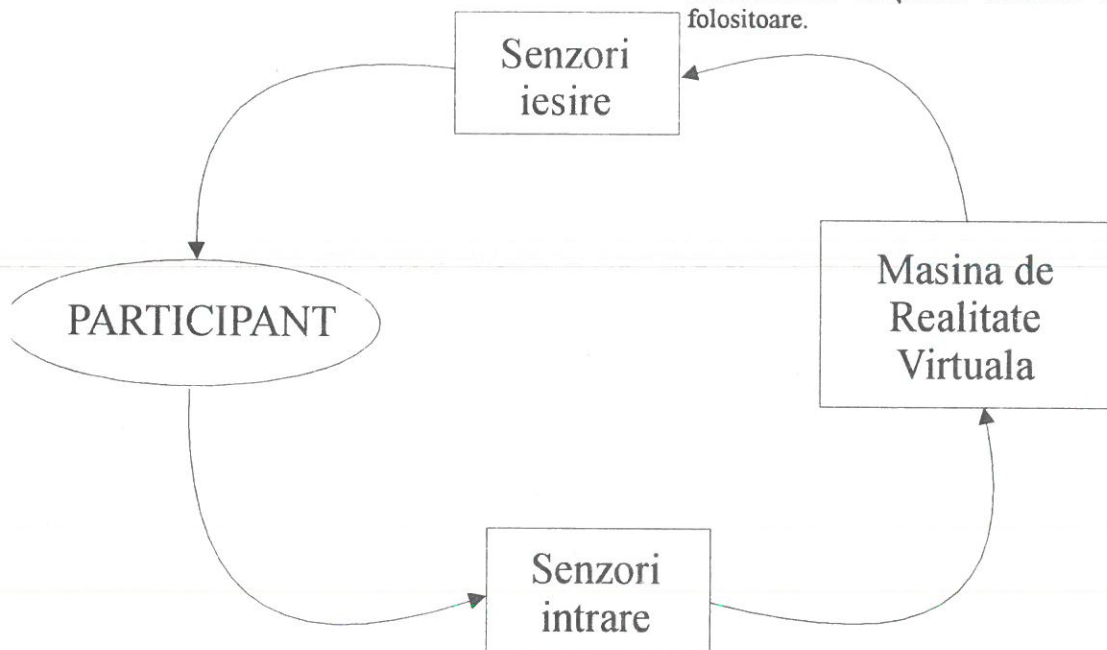 folositoare.
Senzori
iesire
PARTICIPANT
Masina de
Realitate
Virtuala
Senzori
intrare